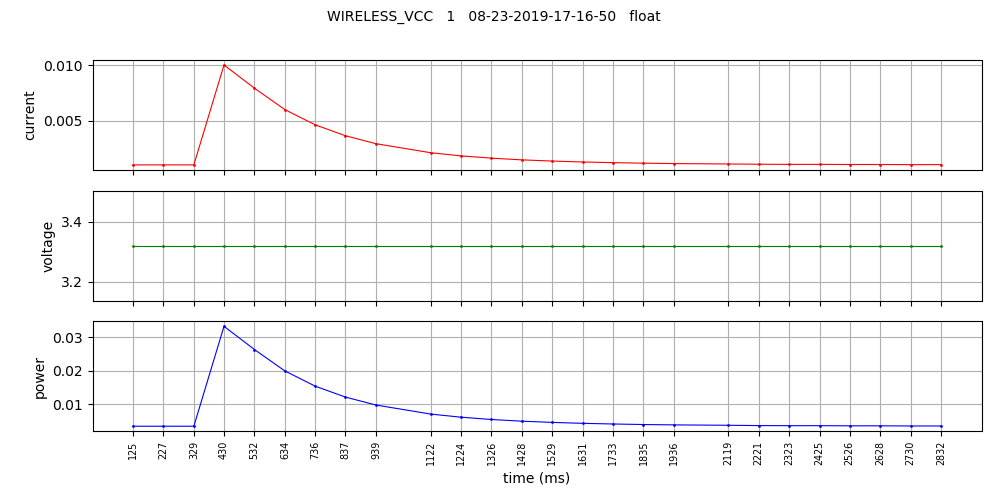 WIRELESS_VCC 1 08-23-2019-17-16-50 float
0.010
0.005
current
3.4
3.2
voltage
0.03
0.02
0.01
power
125 227 329 430 532 634 736 837 939 1122 1224 1326 1428 1529 1631 1733 1835 1936 2119 2221 2323 2425 2526 2628 2730 2832
time (ms)